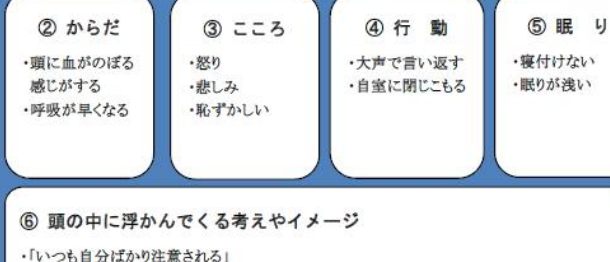 ② からだ
・頭に血がのぼる
感じがする
・呼吸が早くなる
③ こころ
・怒り
・悲しみ
・恥ずかしい
④ 行 動
・大声で言い返す
・自室に閉じこもる
⑤ 眠 り
・寝付けない
・眠りが浅い
⑥ 頭の中に浮かんでくる考えやイメージ
・「いつも自分ばかり注意される」